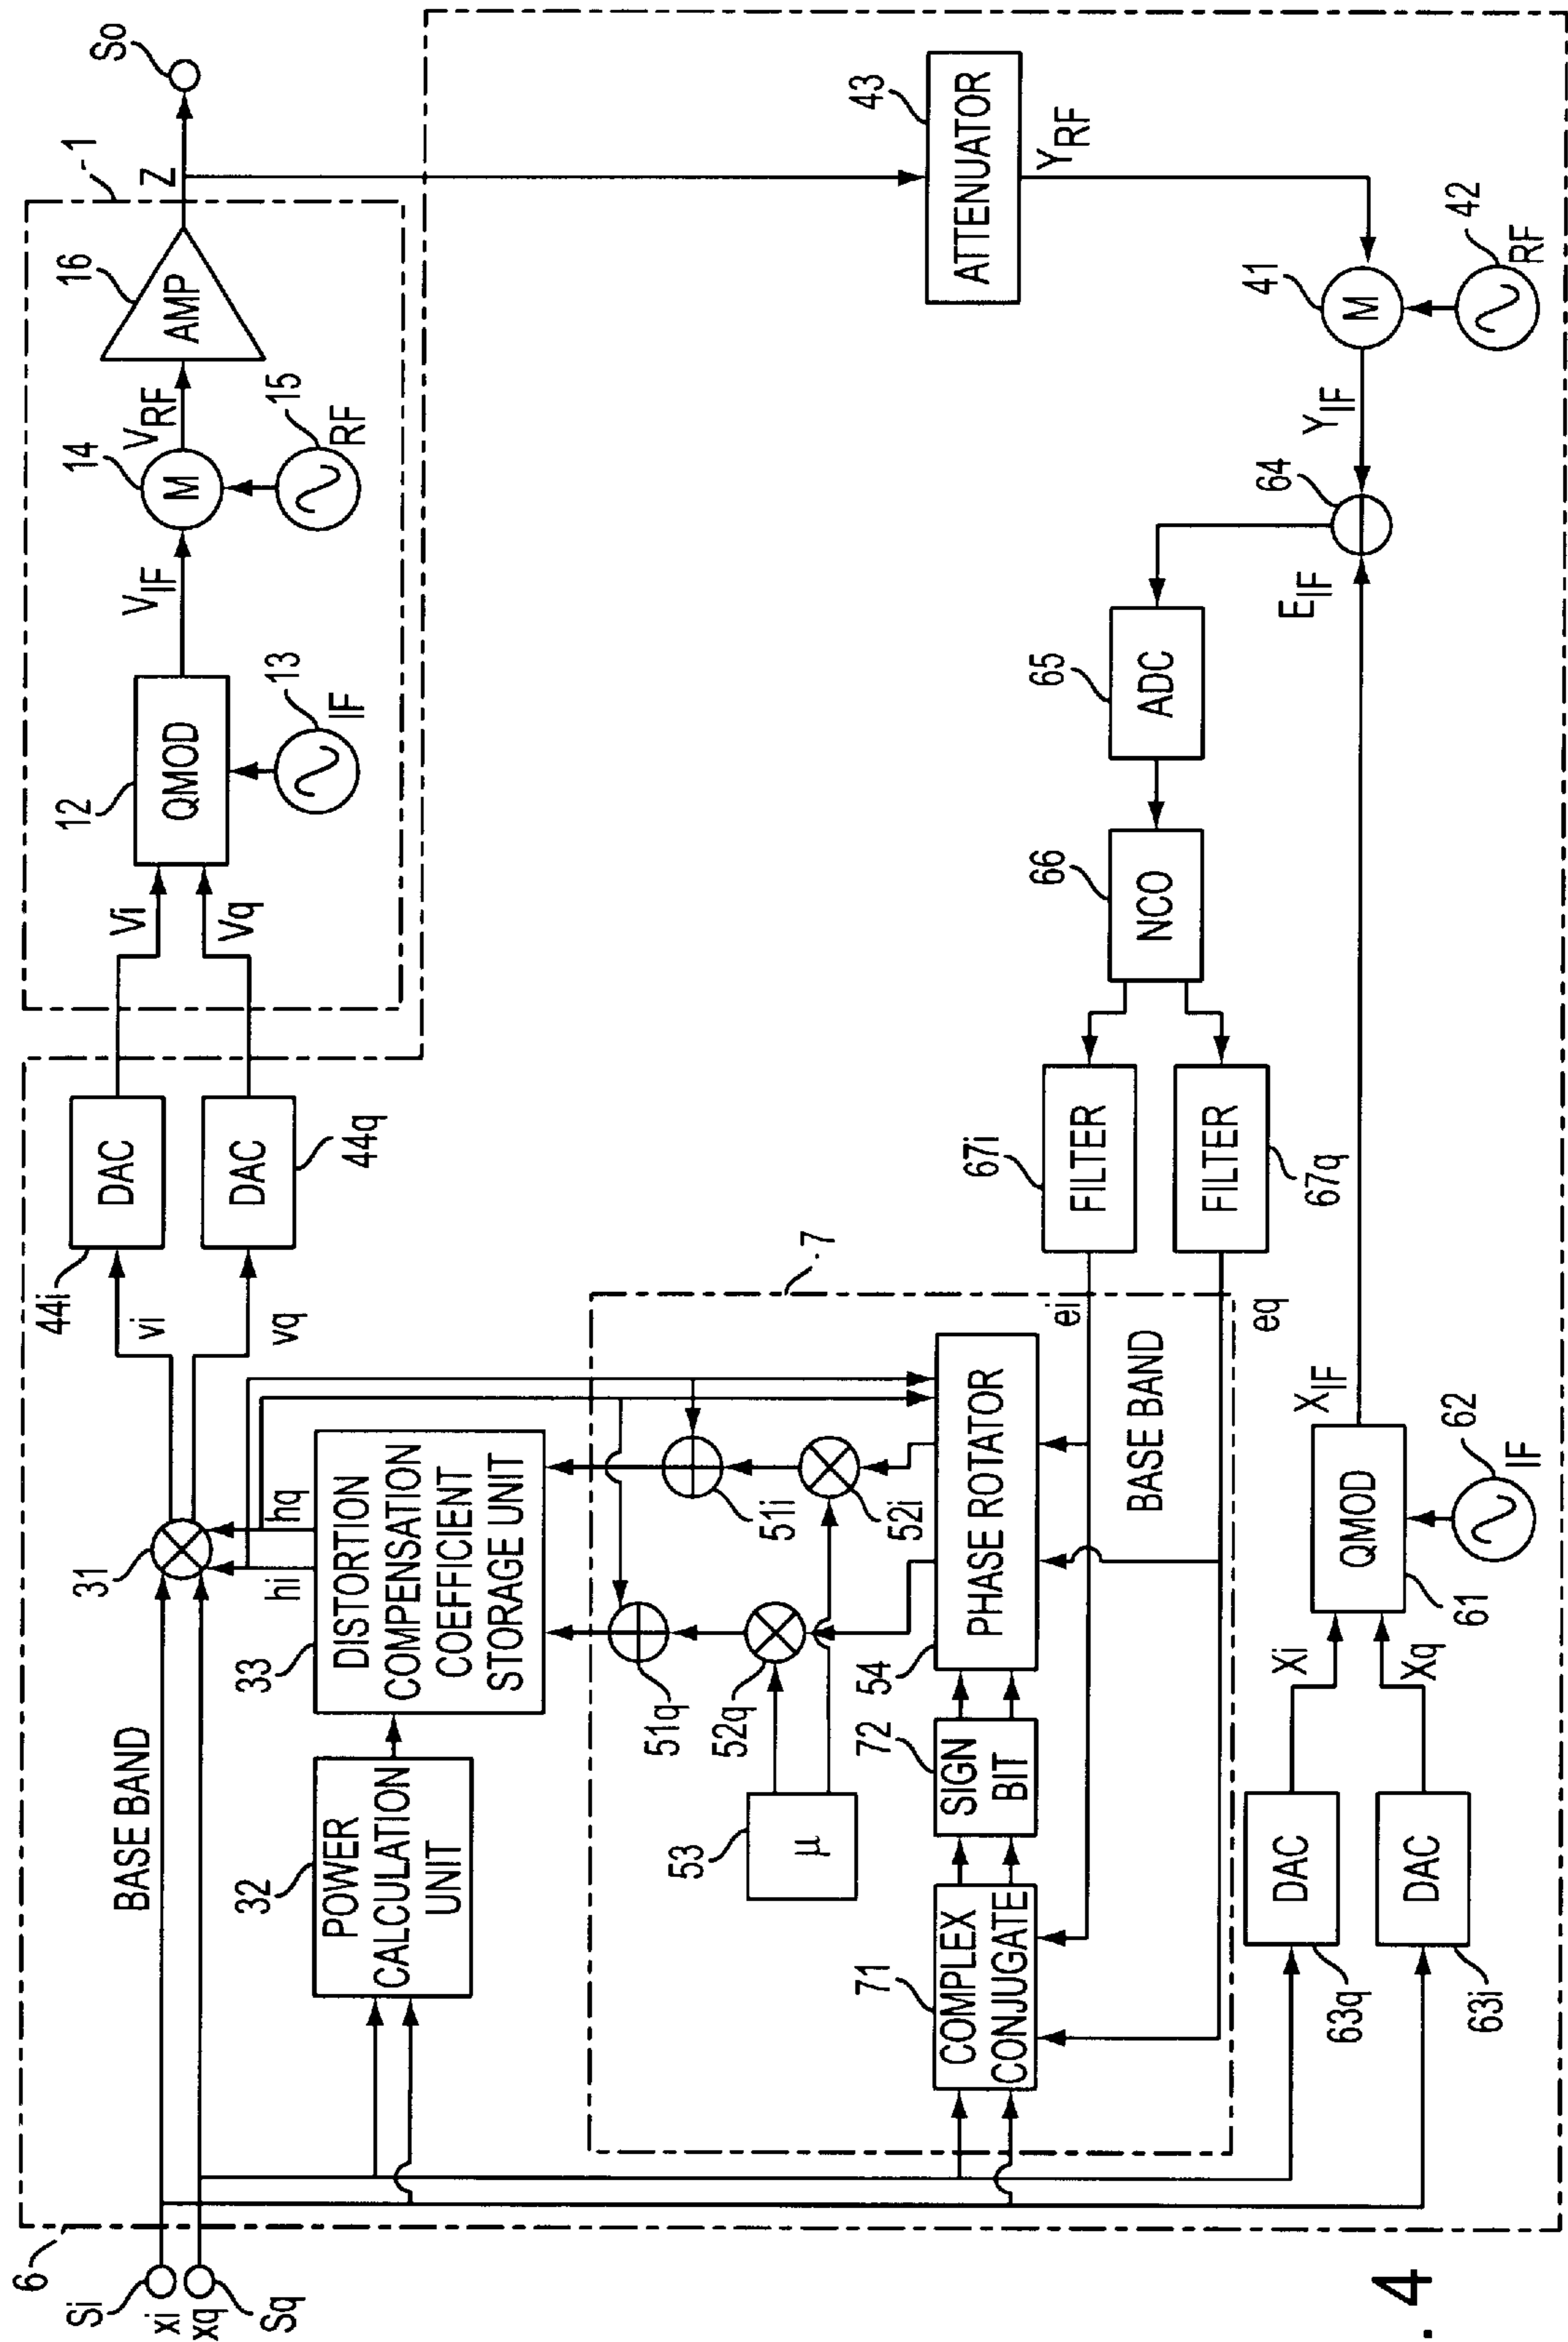 6
Si
xi
xq
Sq
BASE BAND
31
hi
hq
vi
vq
44i
DAC
DAC
44q
Vi
Vq
12
QMOD
13
IF
VIF
14
M
VRF
15
RF
16
AMP
1
Z
So
32
POWER
CALCULATION
UNIT
33
DISTORTION
COMPENSATION
COEFFICIENT
STORAGE UNIT
7
51q
51i
52q
52i
53
μ
71
COMPLEX
CONJUGATE
72
SIGN
BIT
54
PHASE ROTATOR
BASE BAND
ei
eq
67i
FILTER
FILTER
67q
66
NCO
65
ADC
43
ATTENUATOR
YRF
41
M
42
RF
YIF
64
EIF
XIF
63q
DAC
DAC
63i
Xi
Xq
QMOD
61
62
IF
. 4